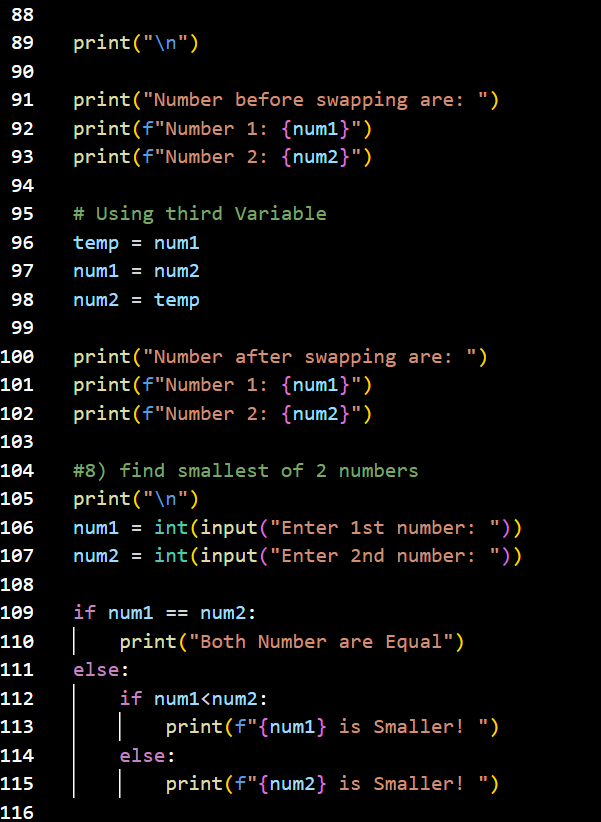 88
89 print("\n")
90
91 print("Number before swapping are: ")
92 print(f"Number 1: {num1}")
93 print(f"Number 2: {num2}")
94
95 # Using third Variable
96 temp = num1
97 num1 = num2
98 num2 = temp
99
100 print("Number after swapping are: ")
101 print(f"Number 1: {num1}")
102 print(f"Number 2: {num2}")
103
104 #8) find smallest of 2 numbers
105 print("\n")
106 num1 = int(input("Enter 1st number: "))
107 num2 = int(input("Enter 2nd number: "))
108
109 if num1 == num2:
110     print("Both Number are Equal")
111 else:
112     if num1<num2:
113         print(f"{num1} is Smaller! ")
114     else:
115         print(f"{num2} is Smaller! ")
116